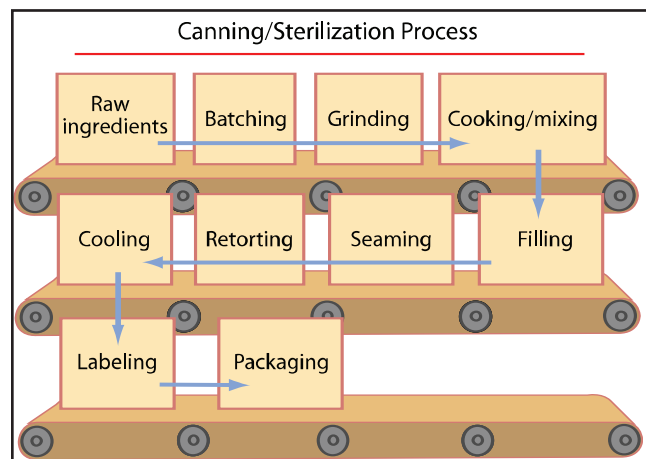 Canning/Sterilization Process
Raw
ingredients
Batching
Grinding
Cooking/mixing
Cooling
Retorting
Seaming
Filling
Labeling
Packaging